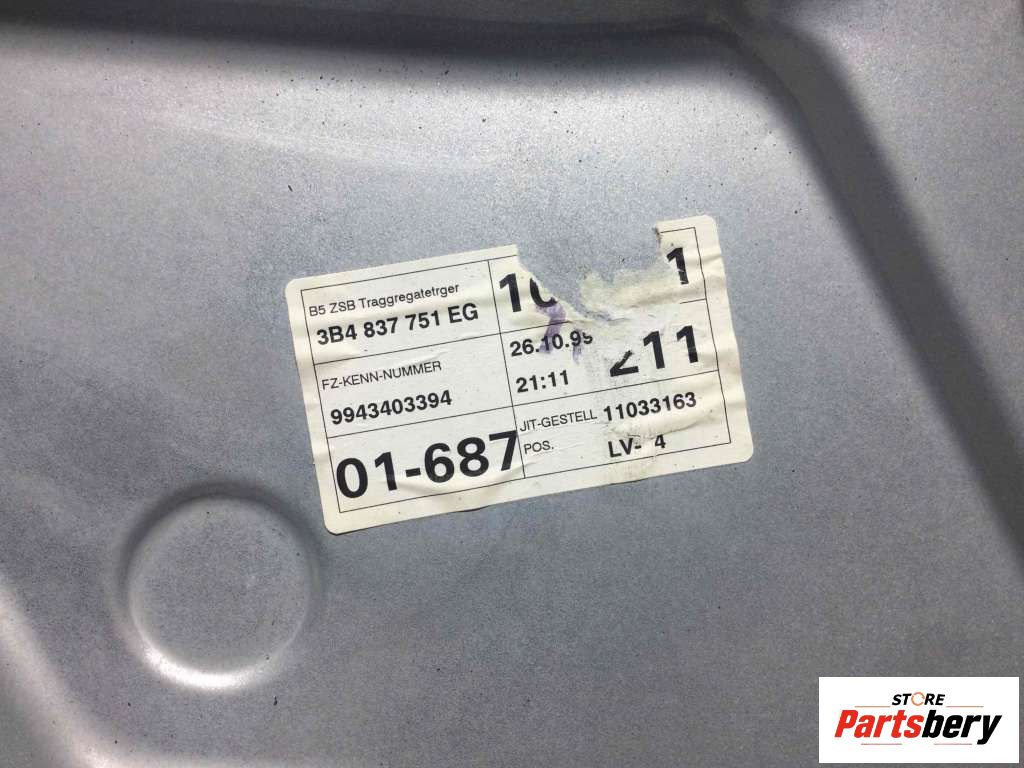 B5 ZSB Traggregatetrger
3B4 837 751 EG
FZ-KENN-NUMMER
9943403394
01-687
26.10.99
21:11
211
JIT-GESTELL 11033163
POS. LV- 4
STORE
Partsbery